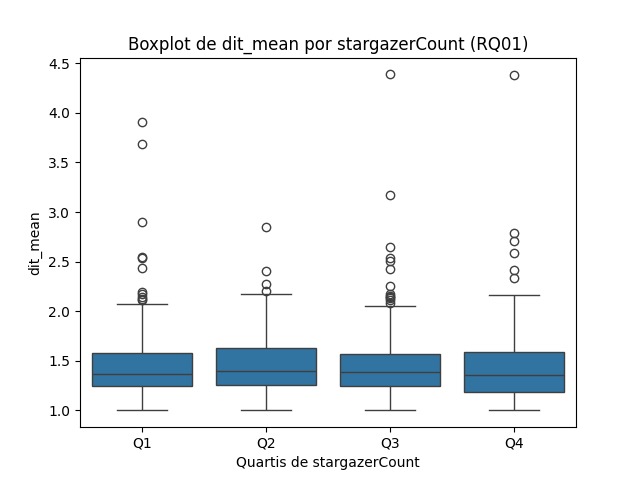 Boxplot de dit_mean por stargazerCount (RQ01)
4.5
4.0
3.5
3.0
2.5
2.0
1.5
1.0
dit_mean
Q1 Q2 Q3 Q4
Quartis de stargazerCount